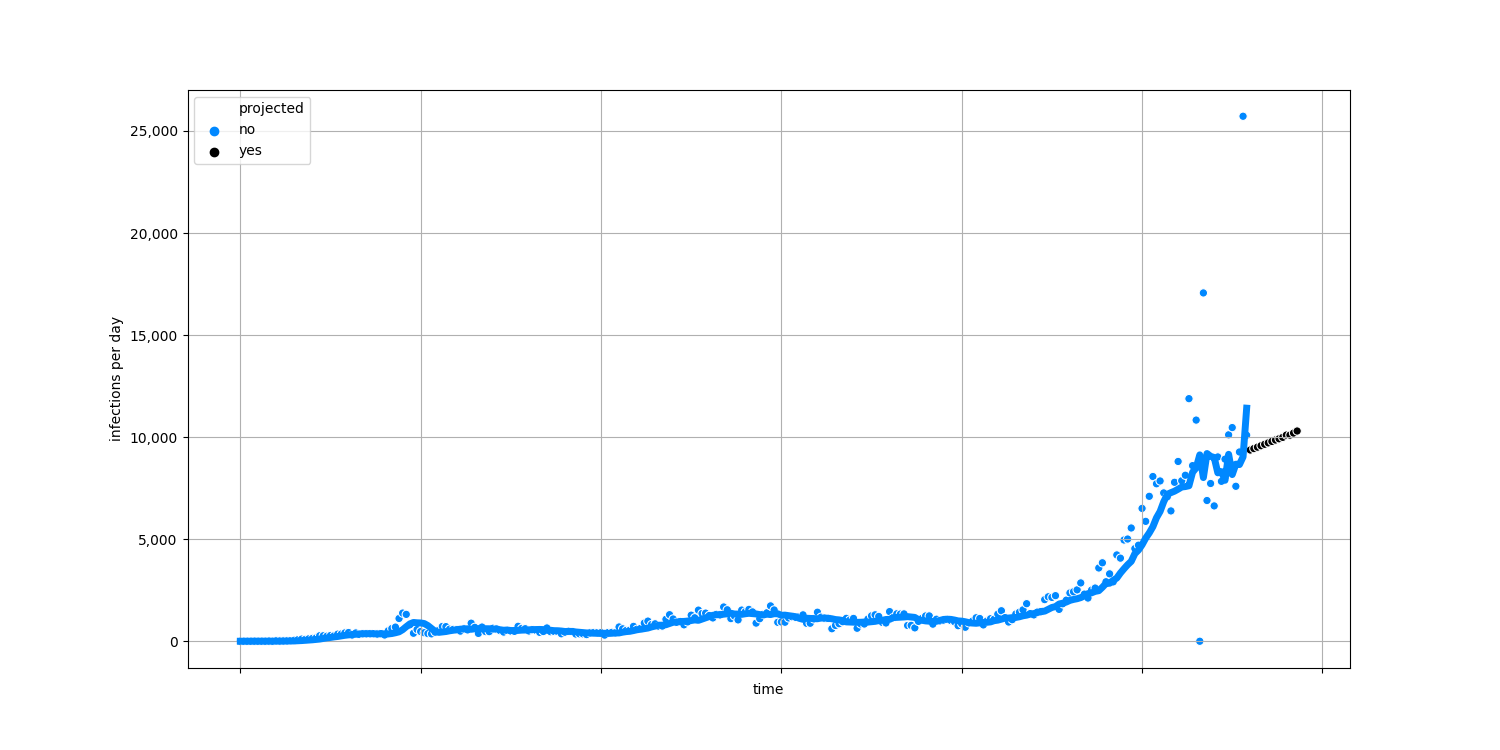 projected
no
yes
25,000
20,000
15,000
10,000
5,000
0
infections per day
time